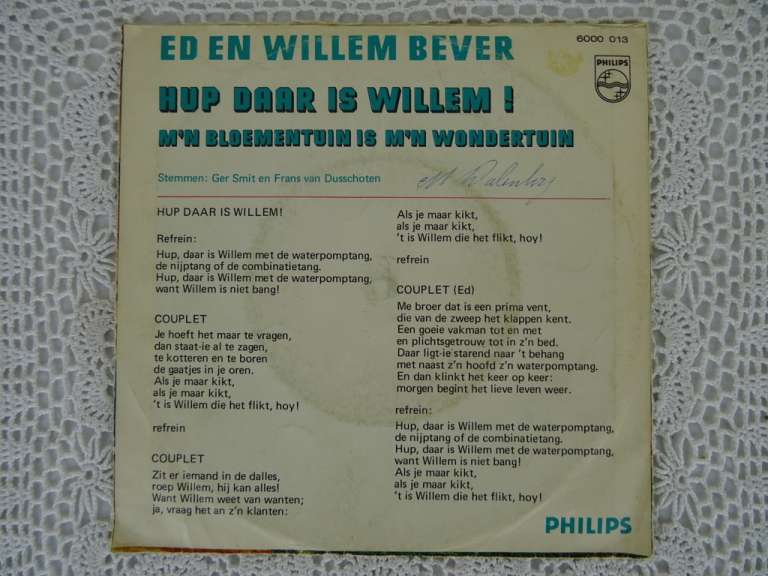 ED EN WILLEM BEVER
6000 013
PHILIPS
HUP DAAR IS WILLEM !
M'N BLOEMENTUIN IS M'N WONDERTUIN
Stemmen: Ger Smit en Frans van Dusschoten
HUP DAAR IS WILLEM!
Refrein:
Hup, daar is Willem met de waterpomptang,
de nijptang of de combinatietang.
Hup, daar is Willem met de waterpomptang,
want Willem is niet bang!
COUPLET
Je hoeft het maar te vragen,
dan staat-ie al te zagen,
te kotteren en te boren
de gaatjes in je oren.
Als je maar kikt,
als je maar kikt,
't is Willem die het flikt, hoy!
refrein
COUPLET
Zit er iemand in de dalles,
roep Willem, hij kan alles!
Want Willem weet van wanten;
ja, vraag het an z'n klanten:
Als je maar kikt,
als je maar kikt,
't is Willem die het flikt, hoy!
refrein
COUPLET (Ed)
Me broer dat is een prima vent,
die van de zweep het klappen kent.
Een goeie vakman tot en met
en plichtsgetrouw tot in z'n bed.
Daar ligt-ie starend naar 't behang
met naast z'n hoofd z'n waterpomptang.
En dan klinkt het keer op keer:
morgen begint het lieve leven weer.
refrein:
Hup, daar is Willem met de waterpomptang,
de nijptang of de combinatietang.
Hup, daar is Willem met de waterpomptang,
want Willem is niet bang!
Als je maar kikt,
als je maar kikt,
't is Willem die het flikt, hoy!
PHILIPS